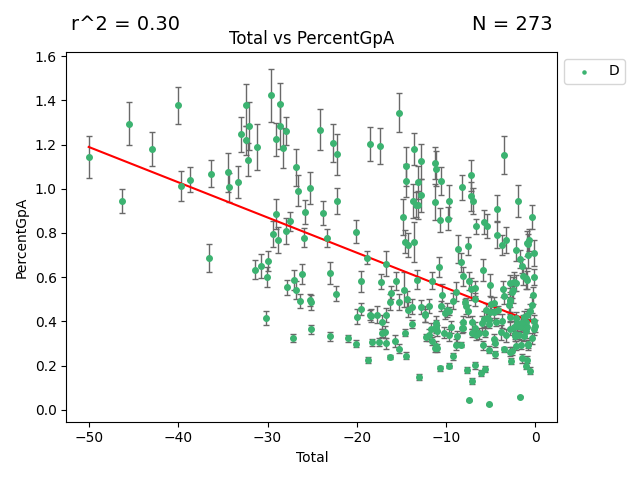 r^2 = 0.30
N = 273
Total vs PercentGpA
D
1.6
1.4
1.2
1.0
0.8
0.6
0.4
0.2
0.0
PercentGpA
−50
−40
−30
−20
−10
0
Total